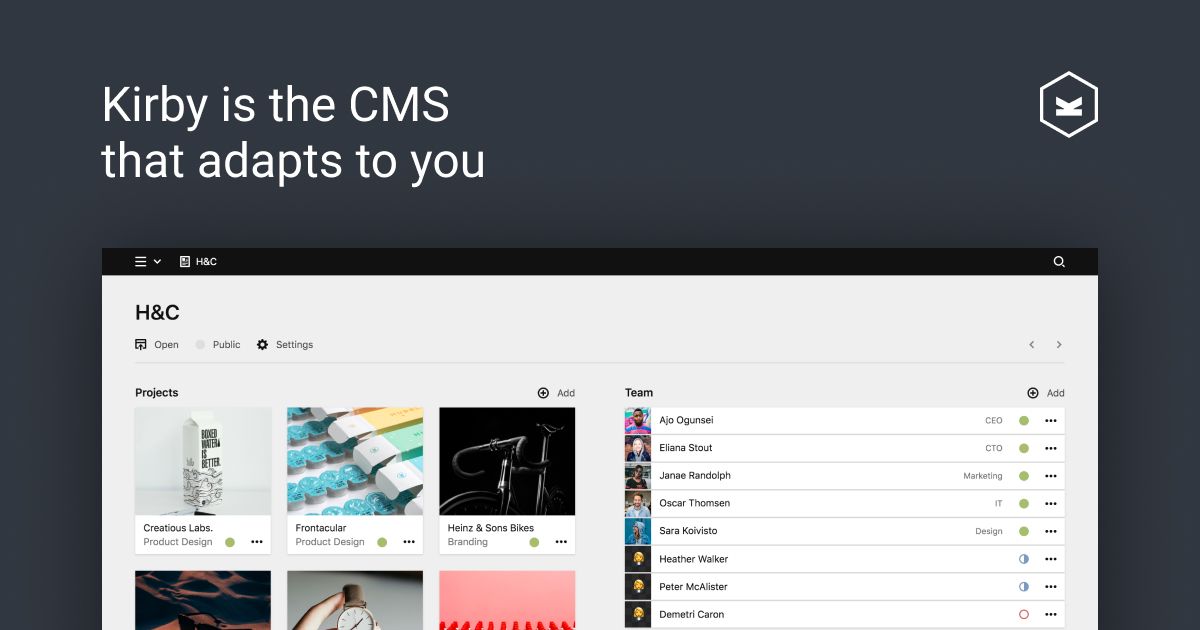 Kirby is the CMS
that adapts to you
H&C
H&C
Open Public Settings
Projects
Add
BOXED
WATER
IS
BETTER.
Creatious Labs.
Product Design
Frontacular
Product Design
Heinz & Sons Bikes
Branding
Team
Add
Ajo Ogunsei CEO
Eliana Stout CTO
Janae Randolph Marketing
Oscar Thomsen IT
Sara Koivisto Design
Heather Walker
Peter McAlister
Demetri Caron